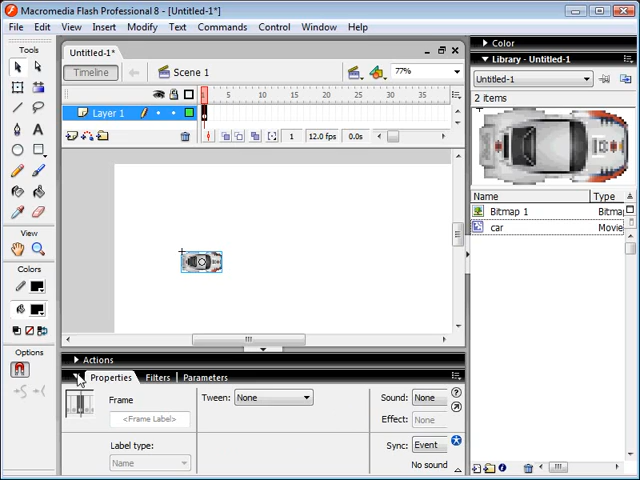 Macromedia Flash Professional 8 - [Untitled-1*]
File Edit View Insert Modify Text Commands Control Window Help
Tools
Untitled-1*
Timeline
Scene 1
77%
1 5 10 15 20 25 30 35
Layer 1
1 12.0 fps 0.0s
View
Colors
Options
Actions
Properties Filters Parameters
Frame
<Frame Label>
Label type:
Name
Tween: None
Sound: None
Effect: None
Sync: Event
No sound
Color
Library - Untitled-1
Untitled-1
2 items
Name Type
Bitmap 1 Bitma
car Movie